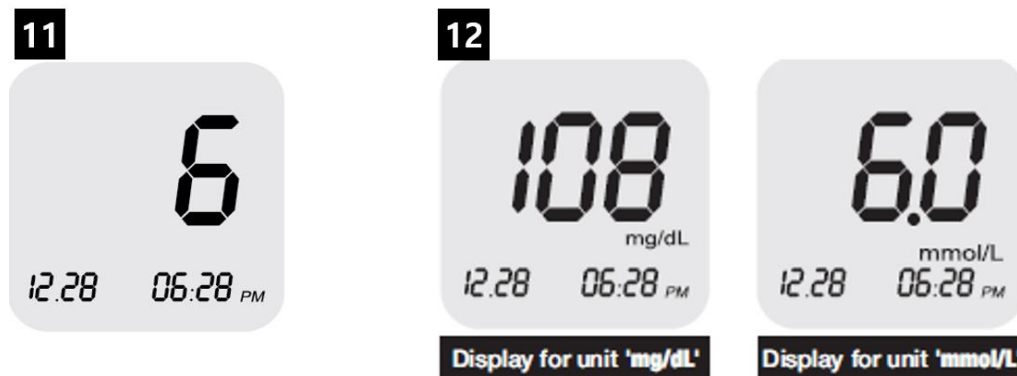 11
6
12.28 06:28 PM
12
108
mg/dL
12.28 06:28 PM
Display for unit 'mg/dL'
6.0
mmol/L
12.28 06:28 PM
Display for unit 'mmol/L'